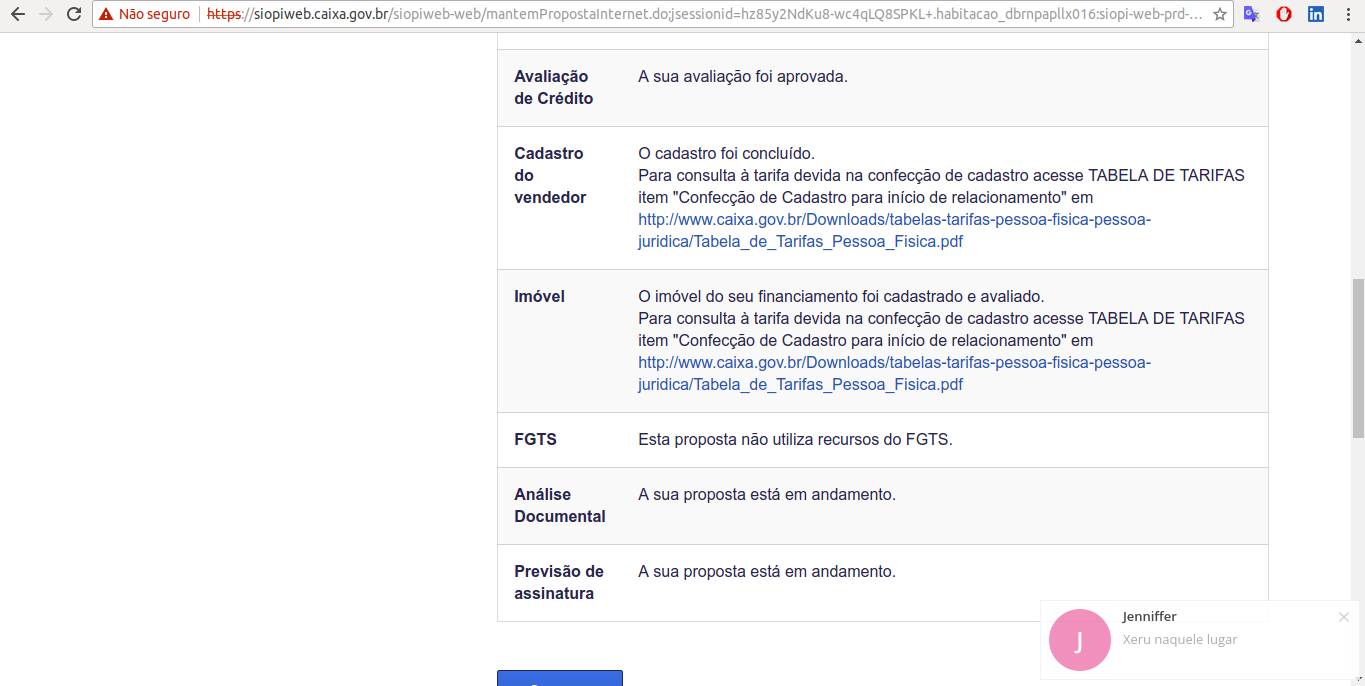 Não seguro https://siopiweb.caixa.gov.br/siopiweb-web/mantemPropostaInternet.do;jsessionid=hz85y2NdKu8-wc4qLQ8SPKL+.habitacao_dbrnpapllx016:siopi-web-prd-...
Avaliação
de Crédito
A sua avaliação foi aprovada.
Cadastro
do
vendedor
O cadastro foi concluído.
Para consulta à tarifa devida na confecção de cadastro acesse TABELA DE TARIFAS
item "Confecção de Cadastro para início de relacionamento" em
http://www.caixa.gov.br/Downloads/tabelas-tarifas-pessoa-fisica-pessoa-
juridica/Tabela_de_Tarifas_Pessoa_Fisica.pdf
Imóvel
O imóvel do seu financiamento foi cadastrado e avaliado.
Para consulta à tarifa devida na confecção de cadastro acesse TABELA DE TARIFAS
item "Confecção de Cadastro para início de relacionamento" em
http://www.caixa.gov.br/Downloads/tabelas-tarifas-pessoa-fisica-pessoa-
juridica/Tabela_de_Tarifas_Pessoa_Fisica.pdf
FGTS
Esta proposta não utiliza recursos do FGTS.
Análise
Documental
A sua proposta está em andamento.
Previsão de
assinatura
A sua proposta está em andamento.
J
Jenniffer
Xeru naquele lugar